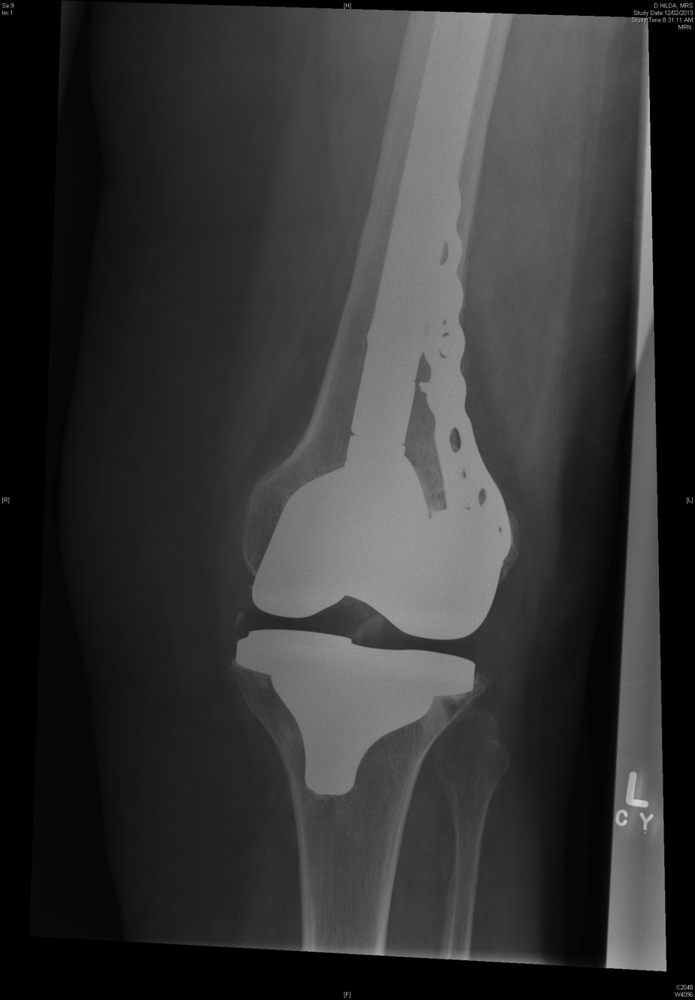 Se:9
Im:1
[H]
D.HILDA, MRS
Study Date:12/02/2013
Study Time:8:31:11 AM
MRN:
[R]
[L]
L
C Y
[F]
C2048
W4096